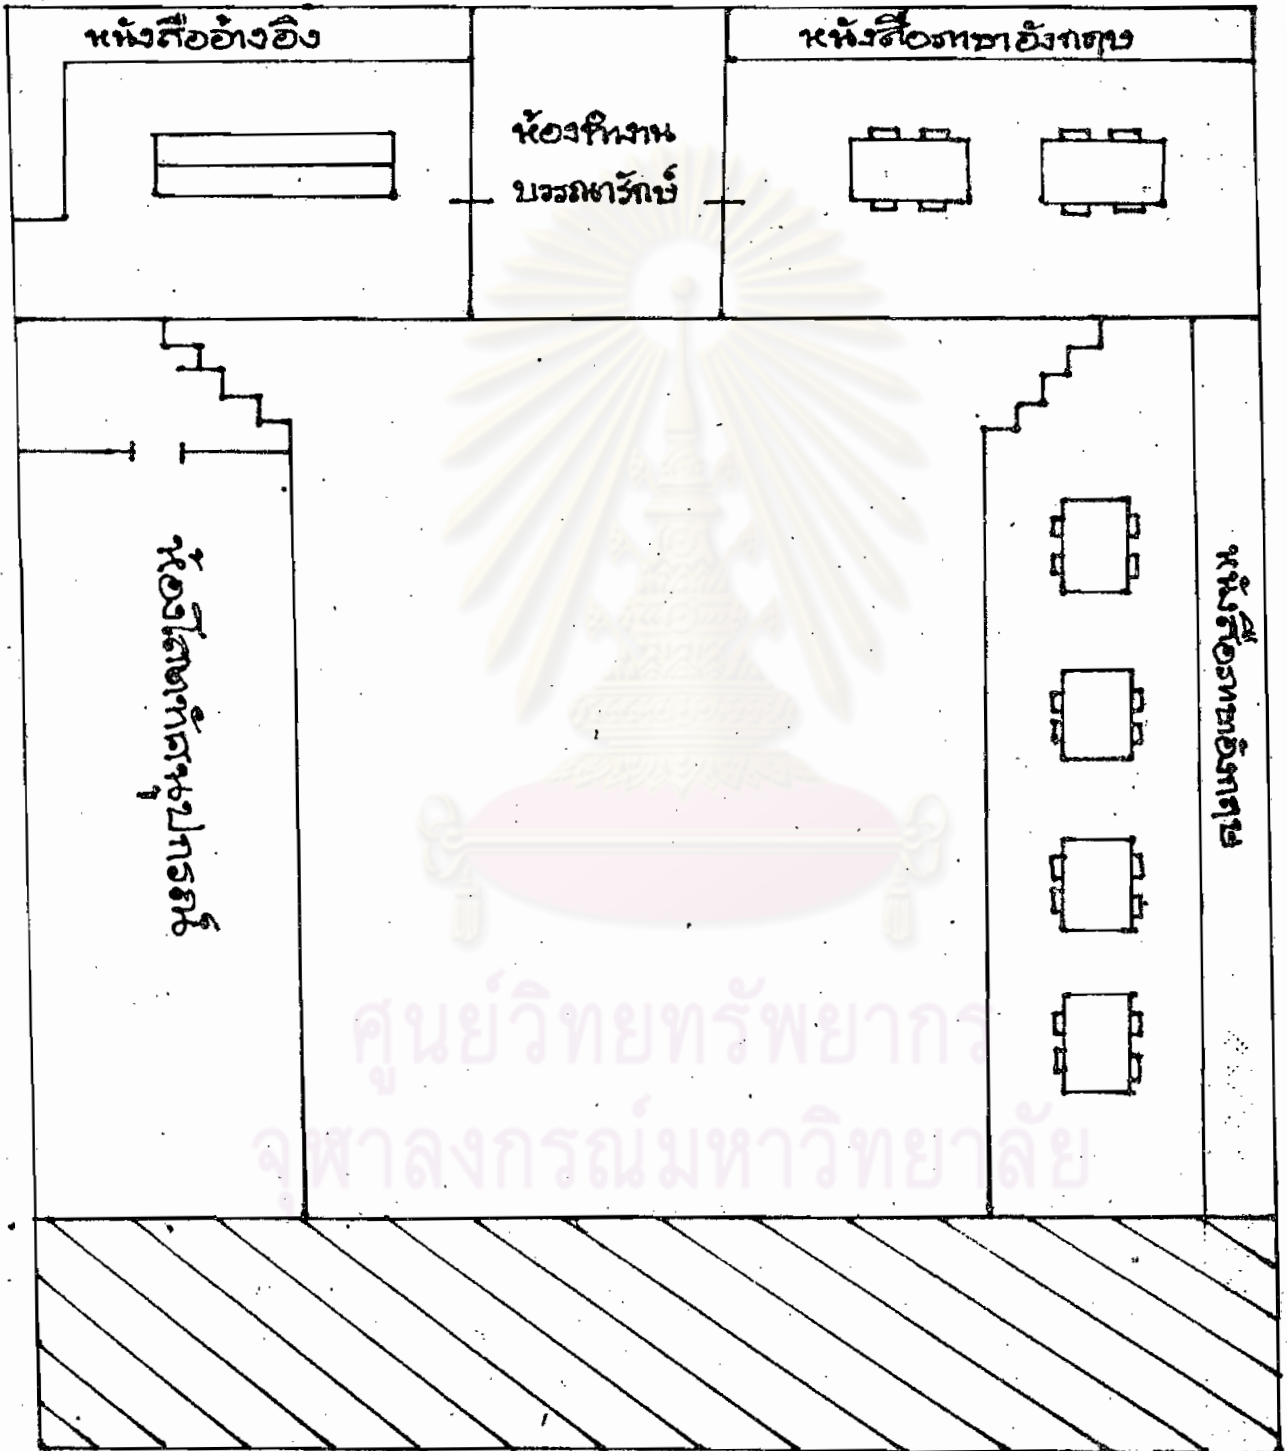 หนังสืออ้างอิง
หนังสือภาษาอังกฤษ
ห้องทำงาน
บรรณารักษ์
ห้องโสตทัศนูปกรณ์
หนังสือภาษาอังกฤษ
ศูนย์วิทยทรัพยากร
จุฬาลงกรณ์มหาวิทยาลัย